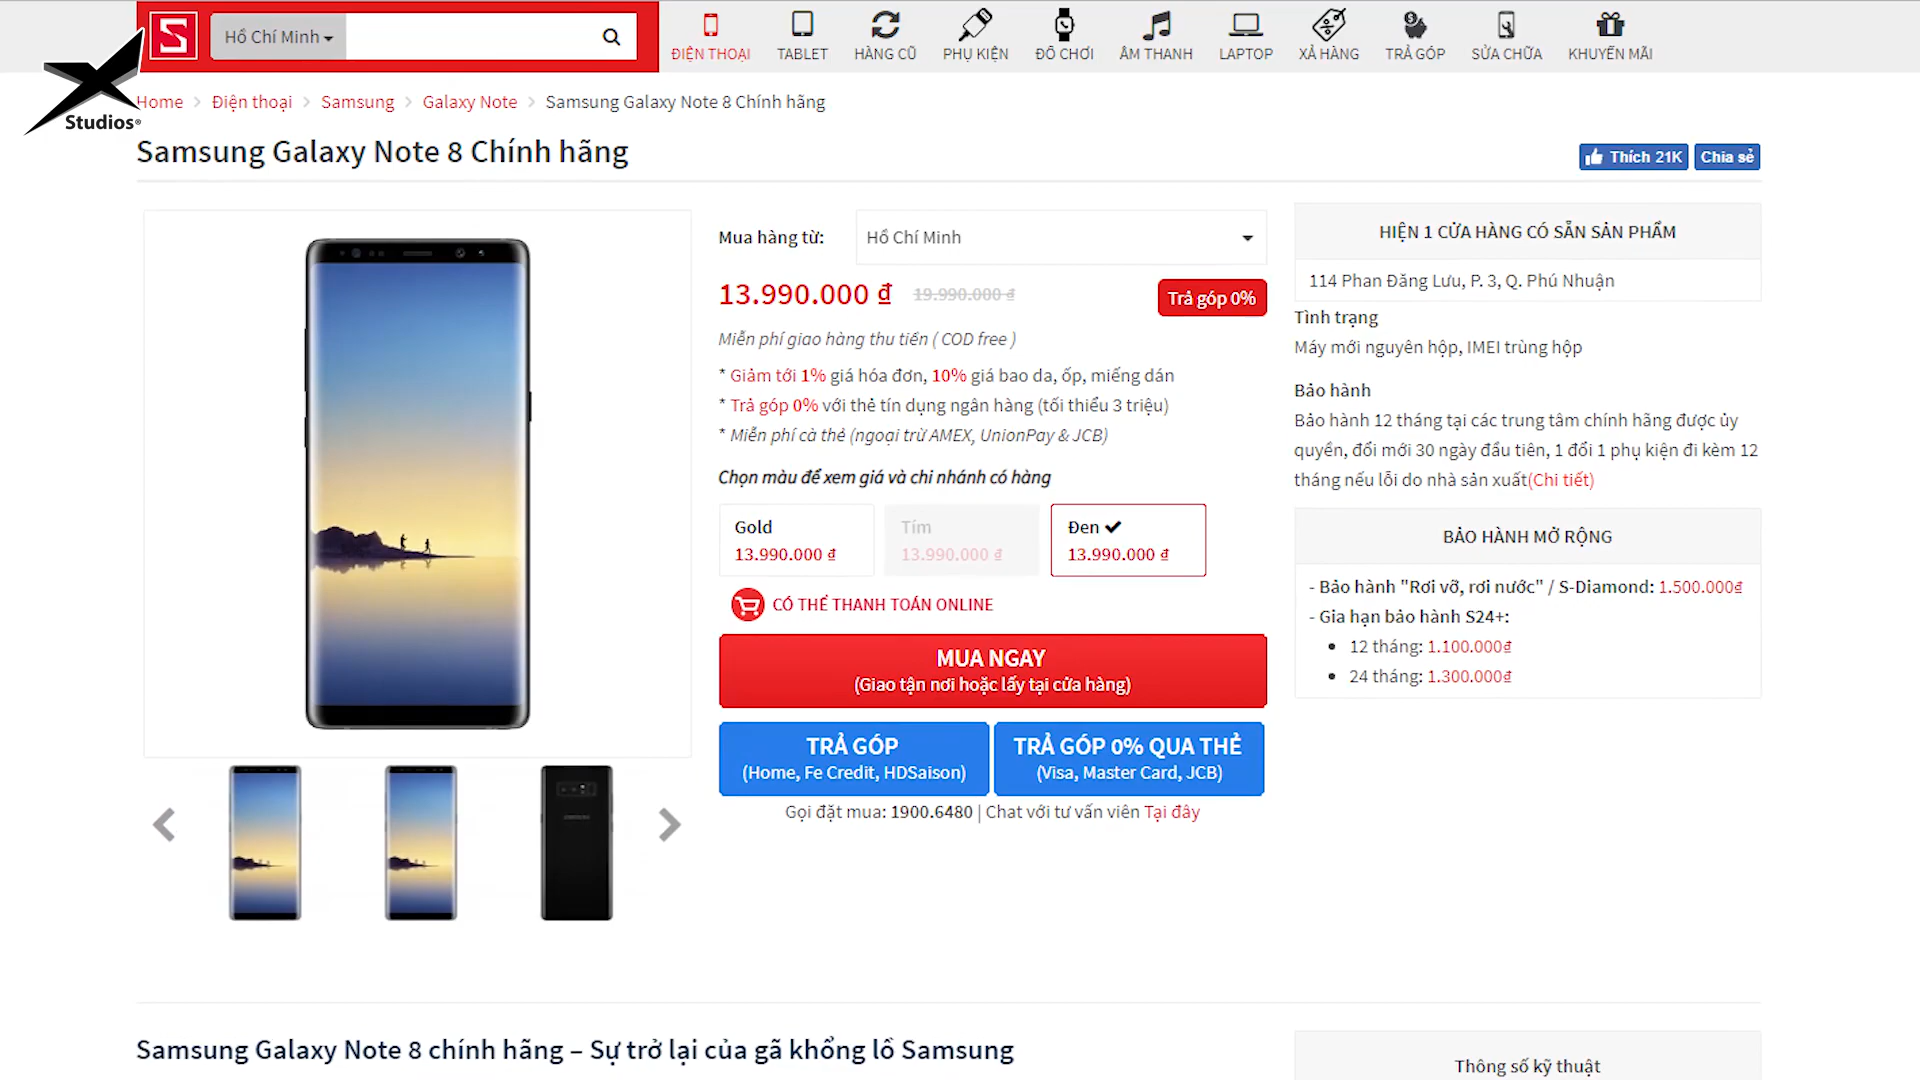 Hồ Chí Minh
ĐIỆN THOẠI
TABLET
HÀNG CŨ
PHỤ KIỆN
ĐỒ CHƠI
ÂM THANH
LAPTOP
XẢ HÀNG
TRẢ GÓP
SỬA CHỮA
KHUYẾN MÃI
X
Studios®
Home > Điện thoại > Samsung > Galaxy Note > Samsung Galaxy Note 8 Chính hãng
Samsung Galaxy Note 8 Chính hãng
Thích 21K
Chia sẻ
Mua hàng từ:
Hồ Chí Minh
13.990.000 ₫
19.990.000 ₫
Trả góp 0%
Miễn phí giao hàng thu tiền ( COD free )
* Giảm tới 1% giá hóa đơn, 10% giá bao da, ốp, miếng dán
* Trả góp 0% với thẻ tín dụng ngân hàng (tối thiểu 3 triệu)
* Miễn phí cà thẻ (ngoại trừ AMEX, UnionPay & JCB)
Chọn màu để xem giá và chi nhánh có hàng
Gold
13.990.000 ₫
Tím
13.990.000 ₫
Đen
13.990.000 ₫
CÓ THỂ THANH TOÁN ONLINE
MUA NGAY
(Giao tận nơi hoặc lấy tại cửa hàng)
TRẢ GÓP
(Home, Fe Credit, HDSaison)
TRẢ GÓP 0% QUA THẺ
(Visa, Master Card, JCB)
Gọi đặt mua: 1900.6480 | Chat với tư vấn viên Tại đây
HIỆN 1 CỬA HÀNG CÓ SẴN SẢN PHẨM
114 Phan Đăng Lưu, P. 3, Q. Phú Nhuận
Tình trạng
Máy mới nguyên hộp, IMEI trùng hộp
Bảo hành
Bảo hành 12 tháng tại các trung tâm chính hãng được ủy
quyền, đổi mới 30 ngày đầu tiên, 1 đổi 1 phụ kiện đi kèm 12
tháng nếu lỗi do nhà sản xuất(Chi tiết)
BẢO HÀNH MỞ RỘNG
- Bảo hành "Rơi vỡ, rơi nước" / S-Diamond: 1.500.000₫
- Gia hạn bảo hành S24+:
• 12 tháng: 1.100.000₫
• 24 tháng: 1.300.000₫
SAMSUNG
Samsung Galaxy Note 8 chính hãng – Sự trở lại của gã khổng lồ Samsung
Thông số kỹ thuật